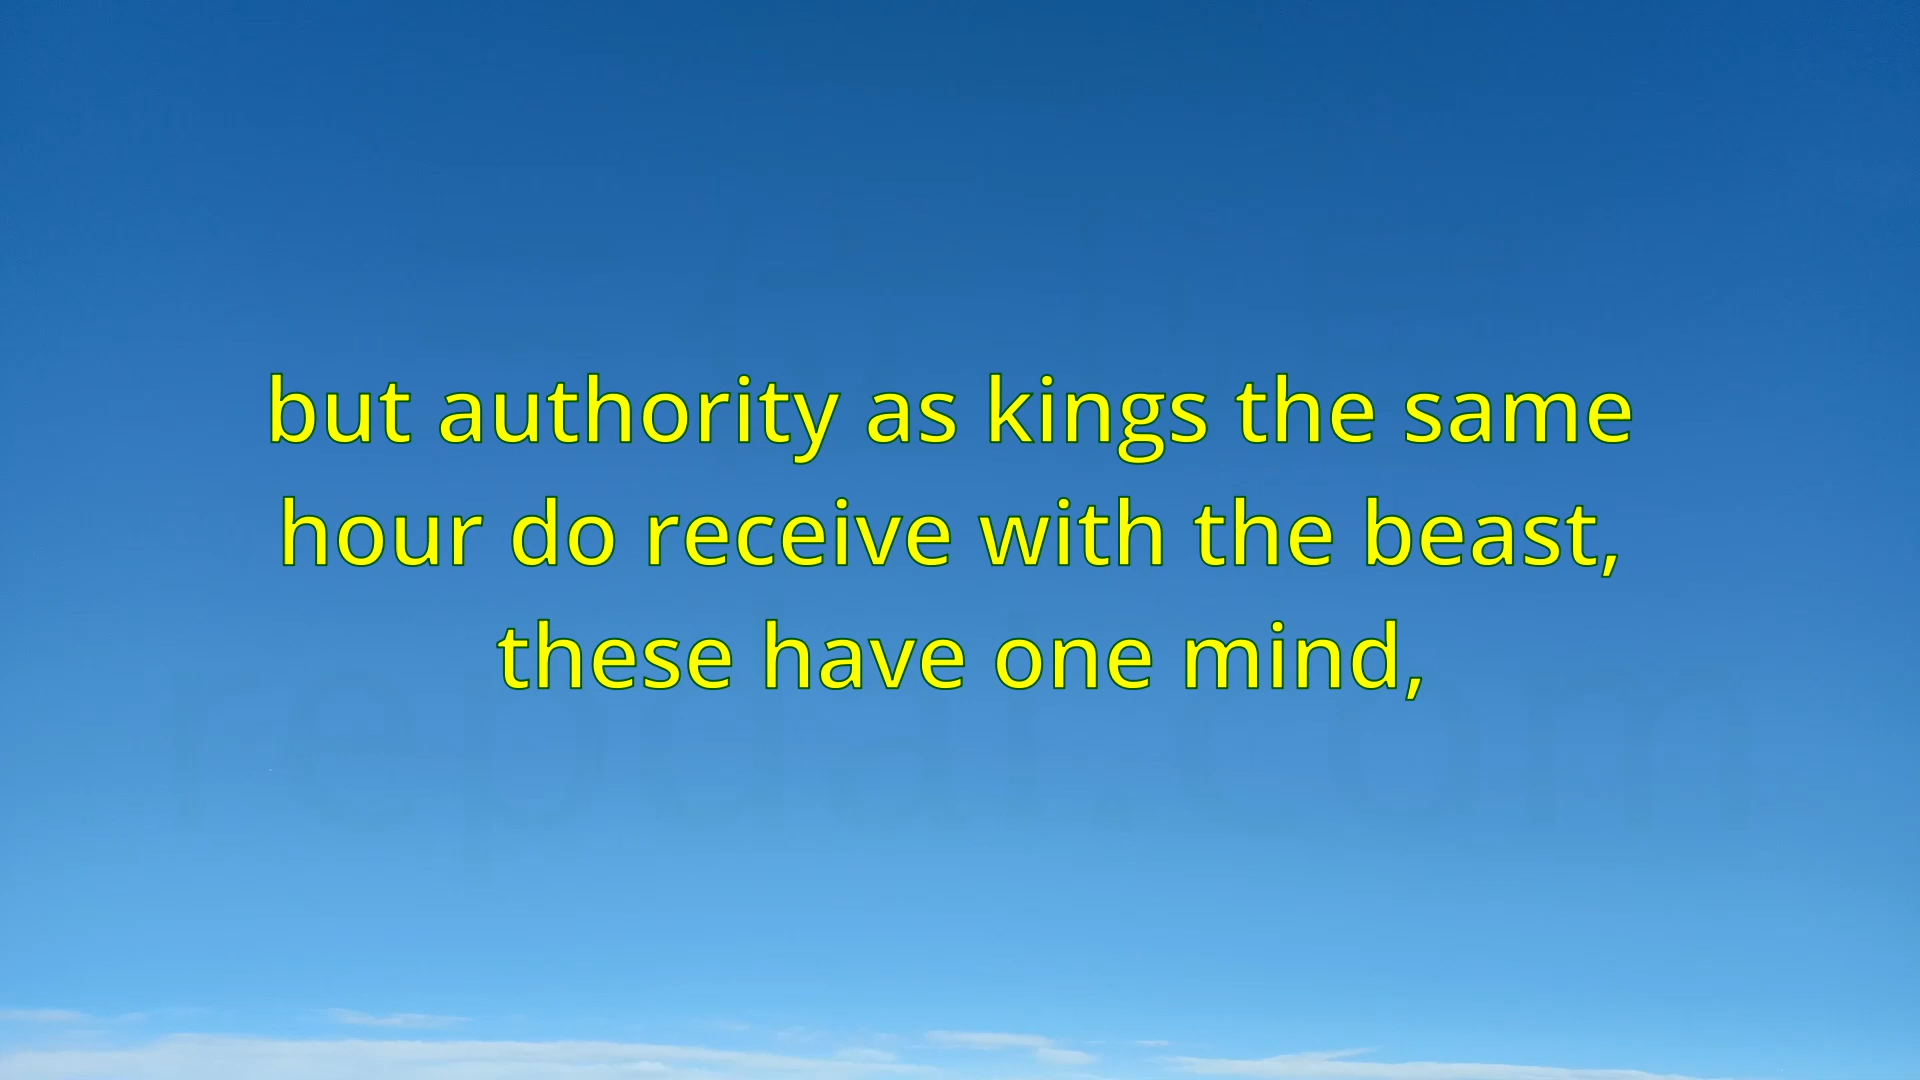 but authority as kings the same
hour do receive with the beast,
these have one mind,